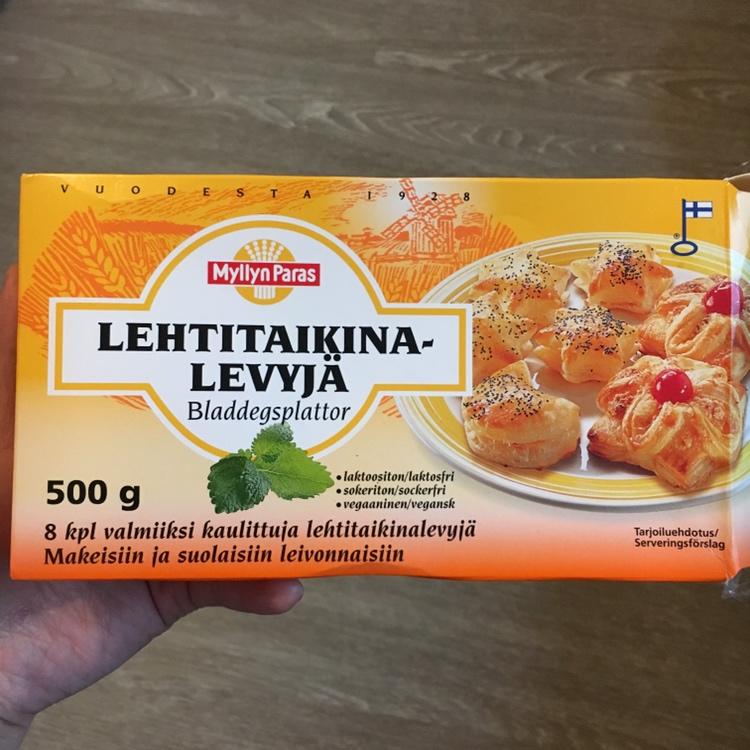 VUODESTA 1928
Myllyn Paras
LEHTITAIKINA-
LEVYJÄ
Bladdegsplattor
500 g
• laktoositon/laktosfri
• sokeriton/sockerfri
• vegaaninen/vegansk
8 kpl valmiiksi kaulittuja lehtitaikinalevyjä
Makeisiin ja suolaisiin leivonnaisiin
Tarjoiluehdotus/
Serveringsförslag
®